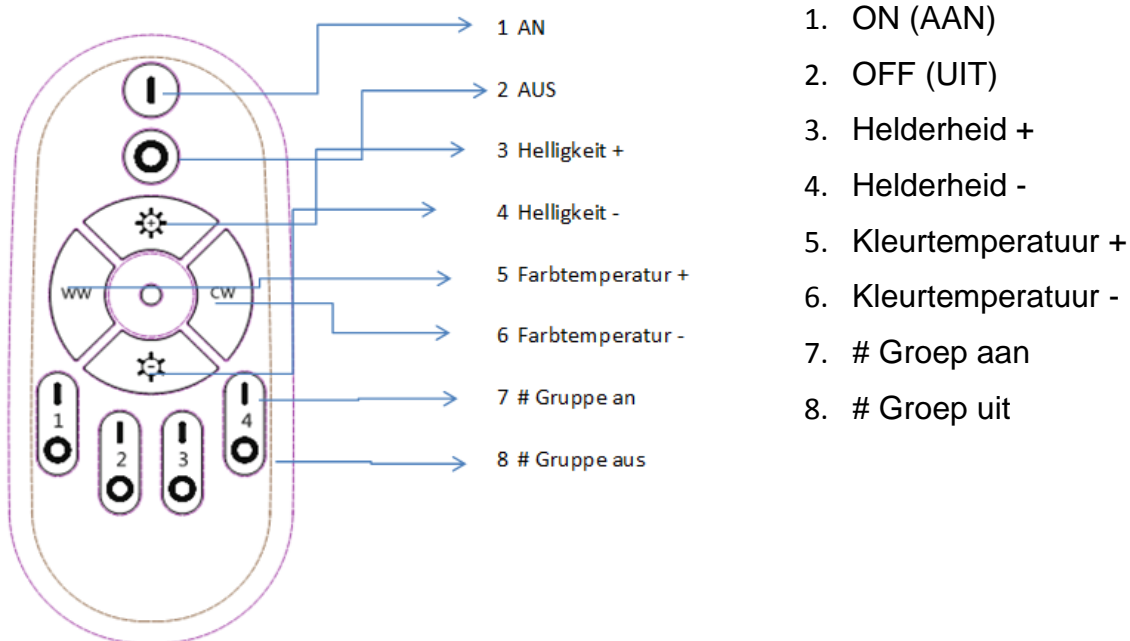 1 AN
2 AUS
3 Helligkeit +
4 Helligkeit -
5 Farbtemperatur +
6 Farbtemperatur -
7 # Gruppe an
8 # Gruppe aus
WW
CW
1
2
3
4
1. ON (AAN)
2. OFF (UIT)
3. Helderheid +
4. Helderheid -
5. Kleurtemperatuur +
6. Kleurtemperatuur -
7. # Groep aan
8. # Groep uit